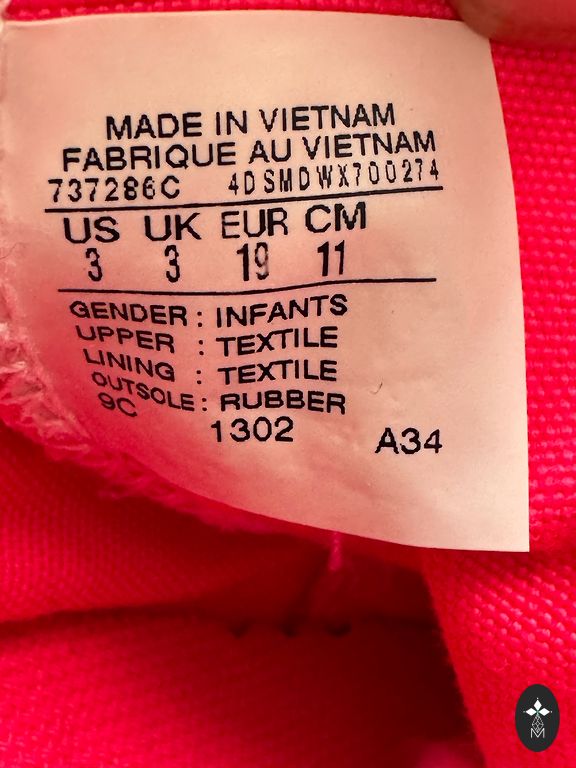 MADE IN VIETNAM
FABRIQUE AU VIETNAM
737286C 4DSMDWX700274
US UK EUR CM
3 3 19 11
GENDER : INFANTS
UPPER : TEXTILE
LINING : TEXTILE
OUTSOLE : RUBBER
9C 1302 A34
M